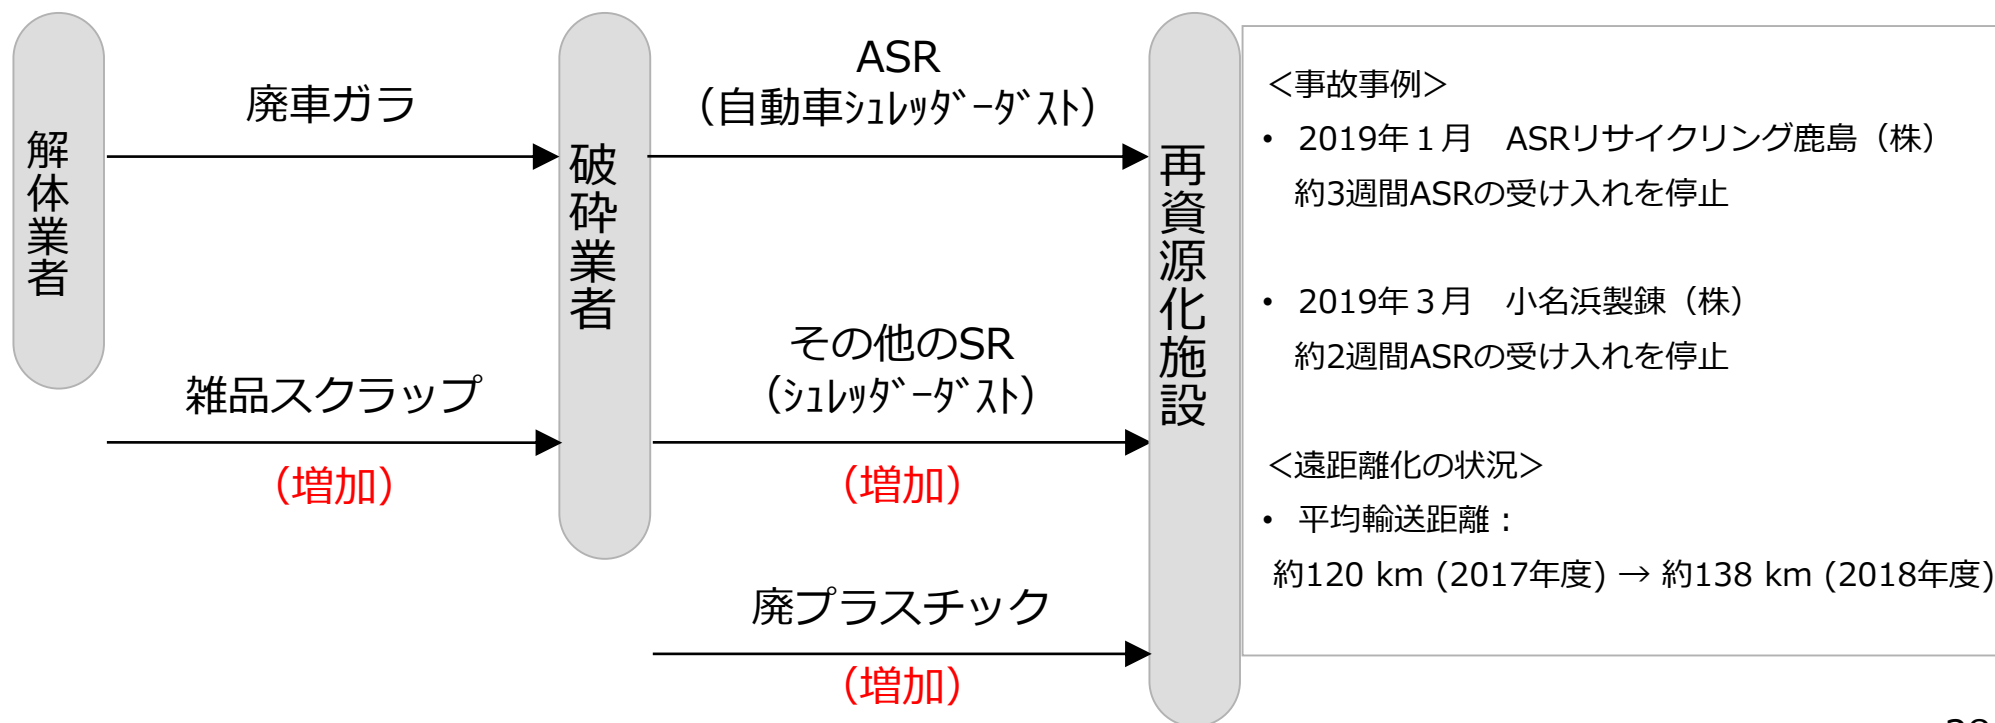 解体業者
廃車ガラ
雑品スクラップ
（増加）
破砕業者
ASR
（自動車ｼｭﾚｯﾀﾞｰﾀﾞｽﾄ）
その他のSR
（ｼｭﾚｯﾀﾞｰﾀﾞｽﾄ）
（増加）
廃プラスチック
（増加）
再資源化施設
＜事故事例＞
• 2019年１月　ASRリサイクリング鹿島（株）
約3週間ASRの受け入れを停止
• 2019年３月　小名浜製錬（株）
約2週間ASRの受け入れを停止
＜遠距離化の状況＞
• 平均輸送距離：
約120 km (2017年度) → 約138 km (2018年度)